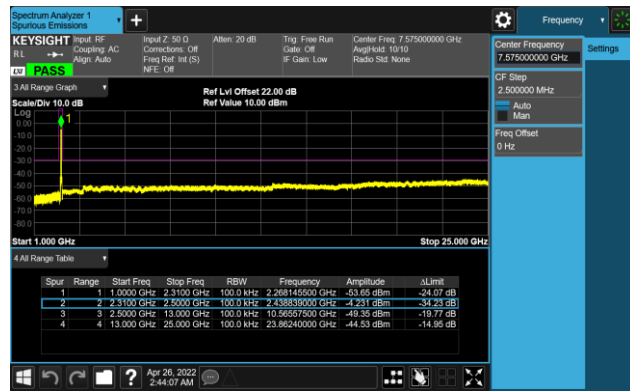 Spectrum Analyzer 1
Spurious Emissions
+
Frequency
KEYSIGHT
RL
LXI PASS
Input: RF
Coupling: AC
Align: Auto
Input Z: 50 Ω
Corrections: Off
Freq Ref: Int (S)
NFE: Off
Atten: 20 dB
Trig: Free Run
Gate: Off
IF Gain: Low
Center Freq: 7.575000000 GHz
Avg|Hold: 10/10
Radio Std: None
Center Frequency
7.575000000 GHz
Settings
CF Step
2.500000 MHz
Auto
Man
Freq Offset
0 Hz
3 All Range Graph
Scale/Div 10.0 dB
Ref Lvl Offset 22.00 dB
Ref Value 10.00 dBm
Log
1
0.00
-10.0
-20.0
-30.0
-40.0
-50.0
-60.0
-70.0
-80.0
Start 1.000 GHz
Stop 25.000 GHz
4 All Range Table
Spur Range Start Freq Stop Freq RBW Frequency Amplitude ΔLimit
1 1 1.0000 GHz 2.3100 GHz 100.0 kHz 2.268145500 GHz -53.65 dBm -24.07 dB
2 2 2.3100 GHz 2.5000 GHz 100.0 kHz 2.438839000 GHz -4.231 dBm -34.23 dB
3 3 2.5000 GHz 13.000 GHz 100.0 kHz 10.56557500 GHz -49.35 dBm -19.77 dB
4 4 13.000 GHz 25.000 GHz 100.0 kHz 23.86240000 GHz -44.53 dBm -14.95 dB
?
Apr 26, 2022
2:44:07 AM